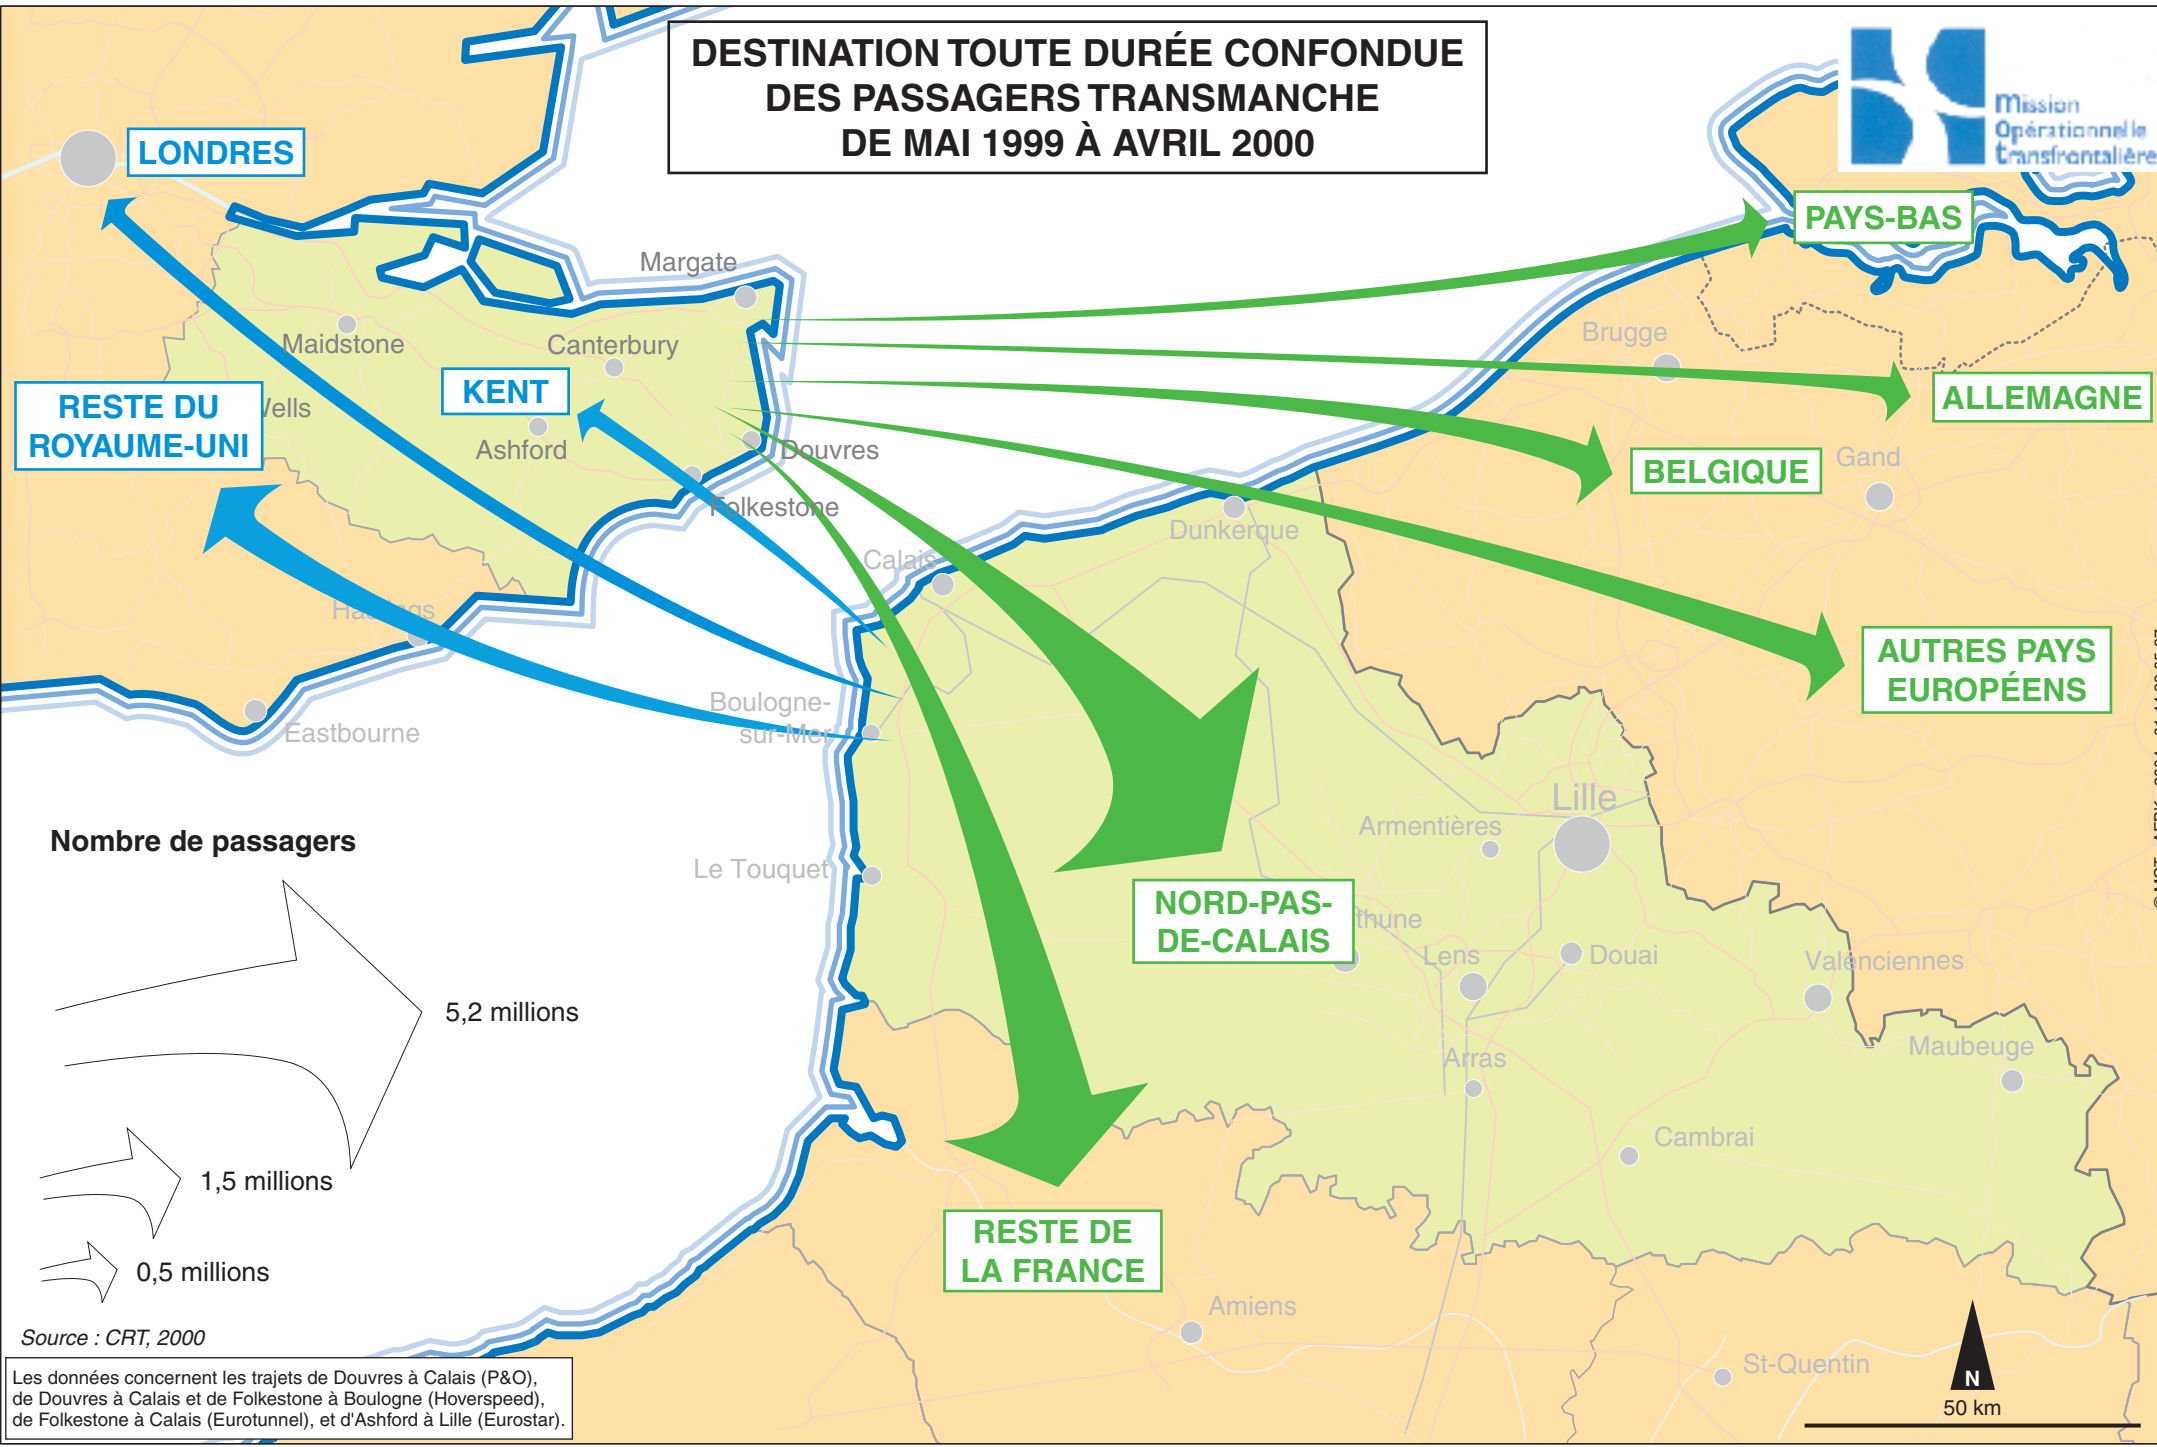 DESTINATION TOUTE DURÉE CONFONDUE
DES PASSAGERS TRANSMANCHE
DE MAI 1999 À AVRIL 2000
Mission
Opérationnelle
transfrontalière
LONDRES
PAYS-BAS
Margate
Brugge
Maidstone
Canterbury
KENT
ALLEMAGNE
RESTE DU
ROYAUME-UNI
Wells
Ashford
Douvres
BELGIQUE
Gand
Folkestone
Dunkerque
Calais
Hastings
AUTRES PAYS
EUROPÉENS
Boulogne-
sur-Mer
Eastbourne
Lille
Armentières
Nombre de passagers
Le Touquet
NORD-PAS-
DE-CALAIS
thune
Lens
Douai
Valenciennes
5,2 millions
Arras
Maubeuge
Cambrai
1,5 millions
RESTE DE
LA FRANCE
0,5 millions
Amiens
Source : CRT, 2000
St-Quentin
Les données concernent les trajets de Douvres à Calais (P&O),
de Douvres à Calais et de Folkestone à Boulogne (Hoverspeed),
de Folkestone à Calais (Eurotunnel), et d'Ashford à Lille (Eurostar).
N
50 km